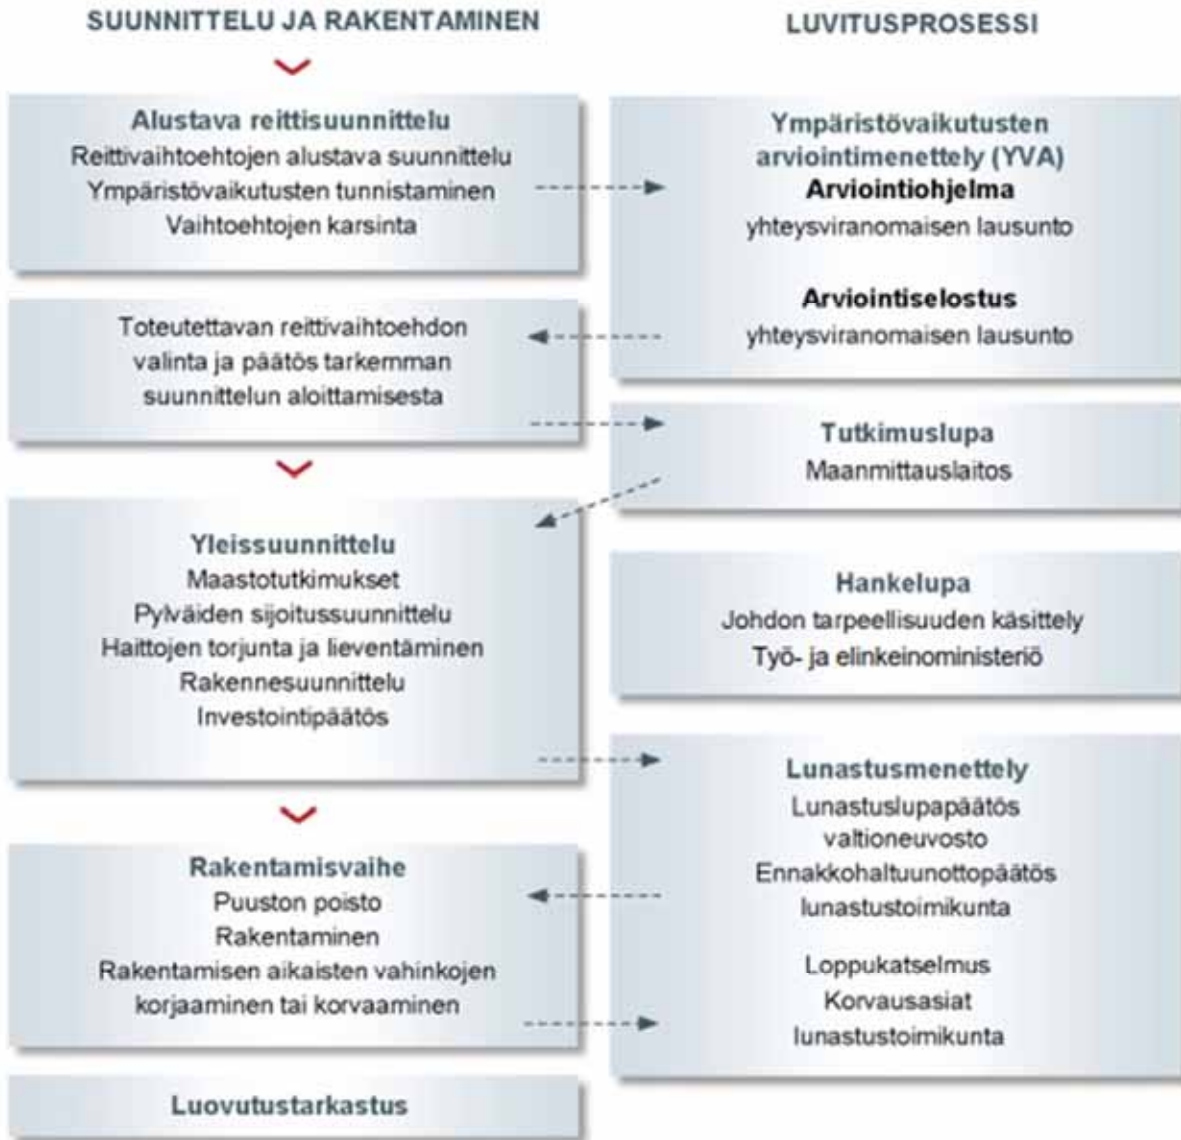 SUUNNITTELU JA RAKENTAMINEN
Alustava reittisuunnittelu
Reittivaihtoehtojen alustava suunnittelu
Ympäristövaikutusten tunnistaminen
Vaihtoehtojen karsinta
Toteutettavan reittivaihtoehdon
valinta ja päätös tarkemman
suunnittelun aloittamisesta
Yleissuunnittelu
Maastotutkimukset
Pylväiden sijoitussuunnittelu
Haittojen torjunta ja lieventäminen
Rakennesuunnittelu
Investointipäätös
Rakentamisvaihe
Puuston poisto
Rakentaminen
Rakentamisen aikaisten vahinkojen
korjaaminen tai korvaaminen
Luovutustarkastus
LUVITUSPROSESSI
Ympäristövaikutusten
arviointimenettely (YVA)
Arviointiohjelma
yhteysviranomaisen lausunto
Arviointiselostus
yhteysviranomaisen lausunto
Tutkimuslupa
Maanmittauslaitos
Hankelupa
Johdon tarpeellisuuden käsittely
Työ- ja elinkeinoministeriö
Lunastusmenettely
Lunastuslupapäätös
valtioneuvosto
Ennakkohaltuunottopäätös
lunastustoimikunta
Loppukatselmus
Korvausasiat
lunastustoimikunta